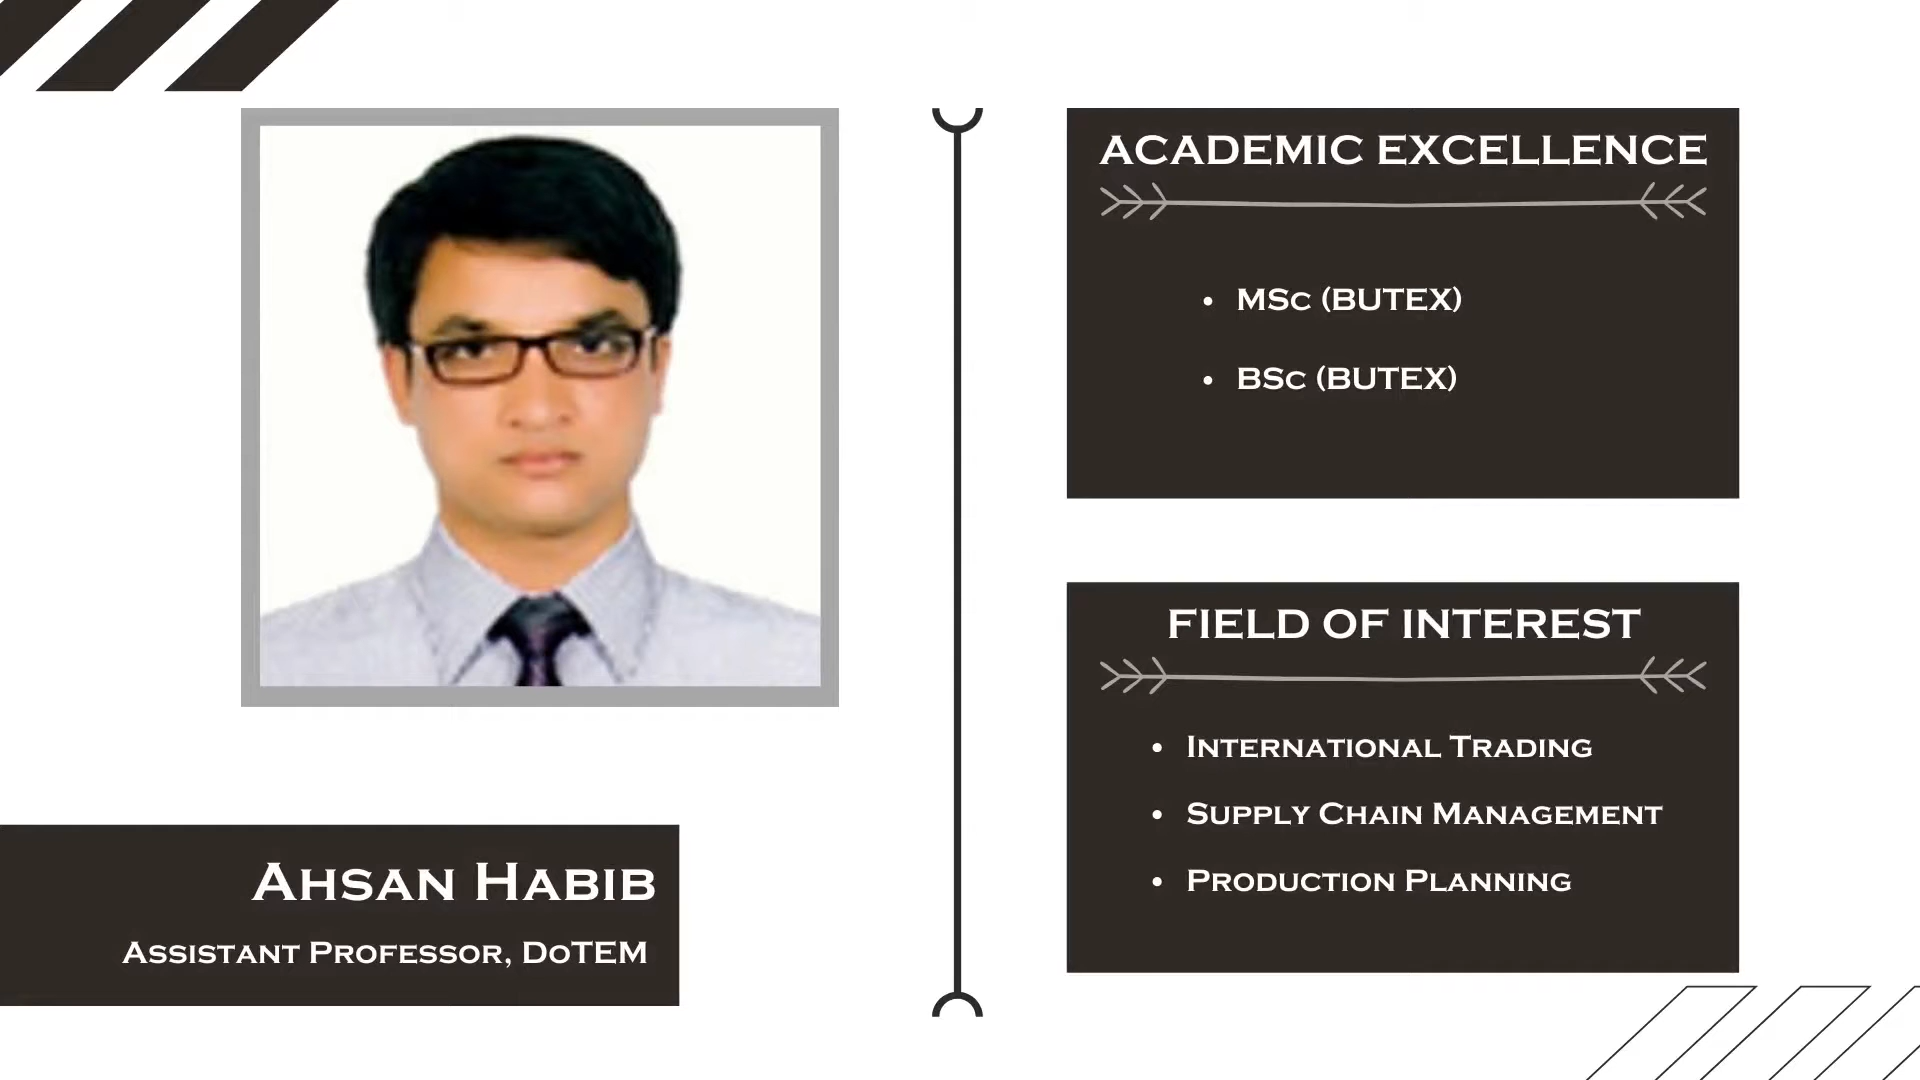 ACADEMIC EXCELLENCE
• MSc (BUTEX)
• BSc (BUTEX)
FIELD OF INTEREST
• International Trading
• Supply Chain Management
• Production Planning
Ahsan Habib
Assistant Professor, DoTEM